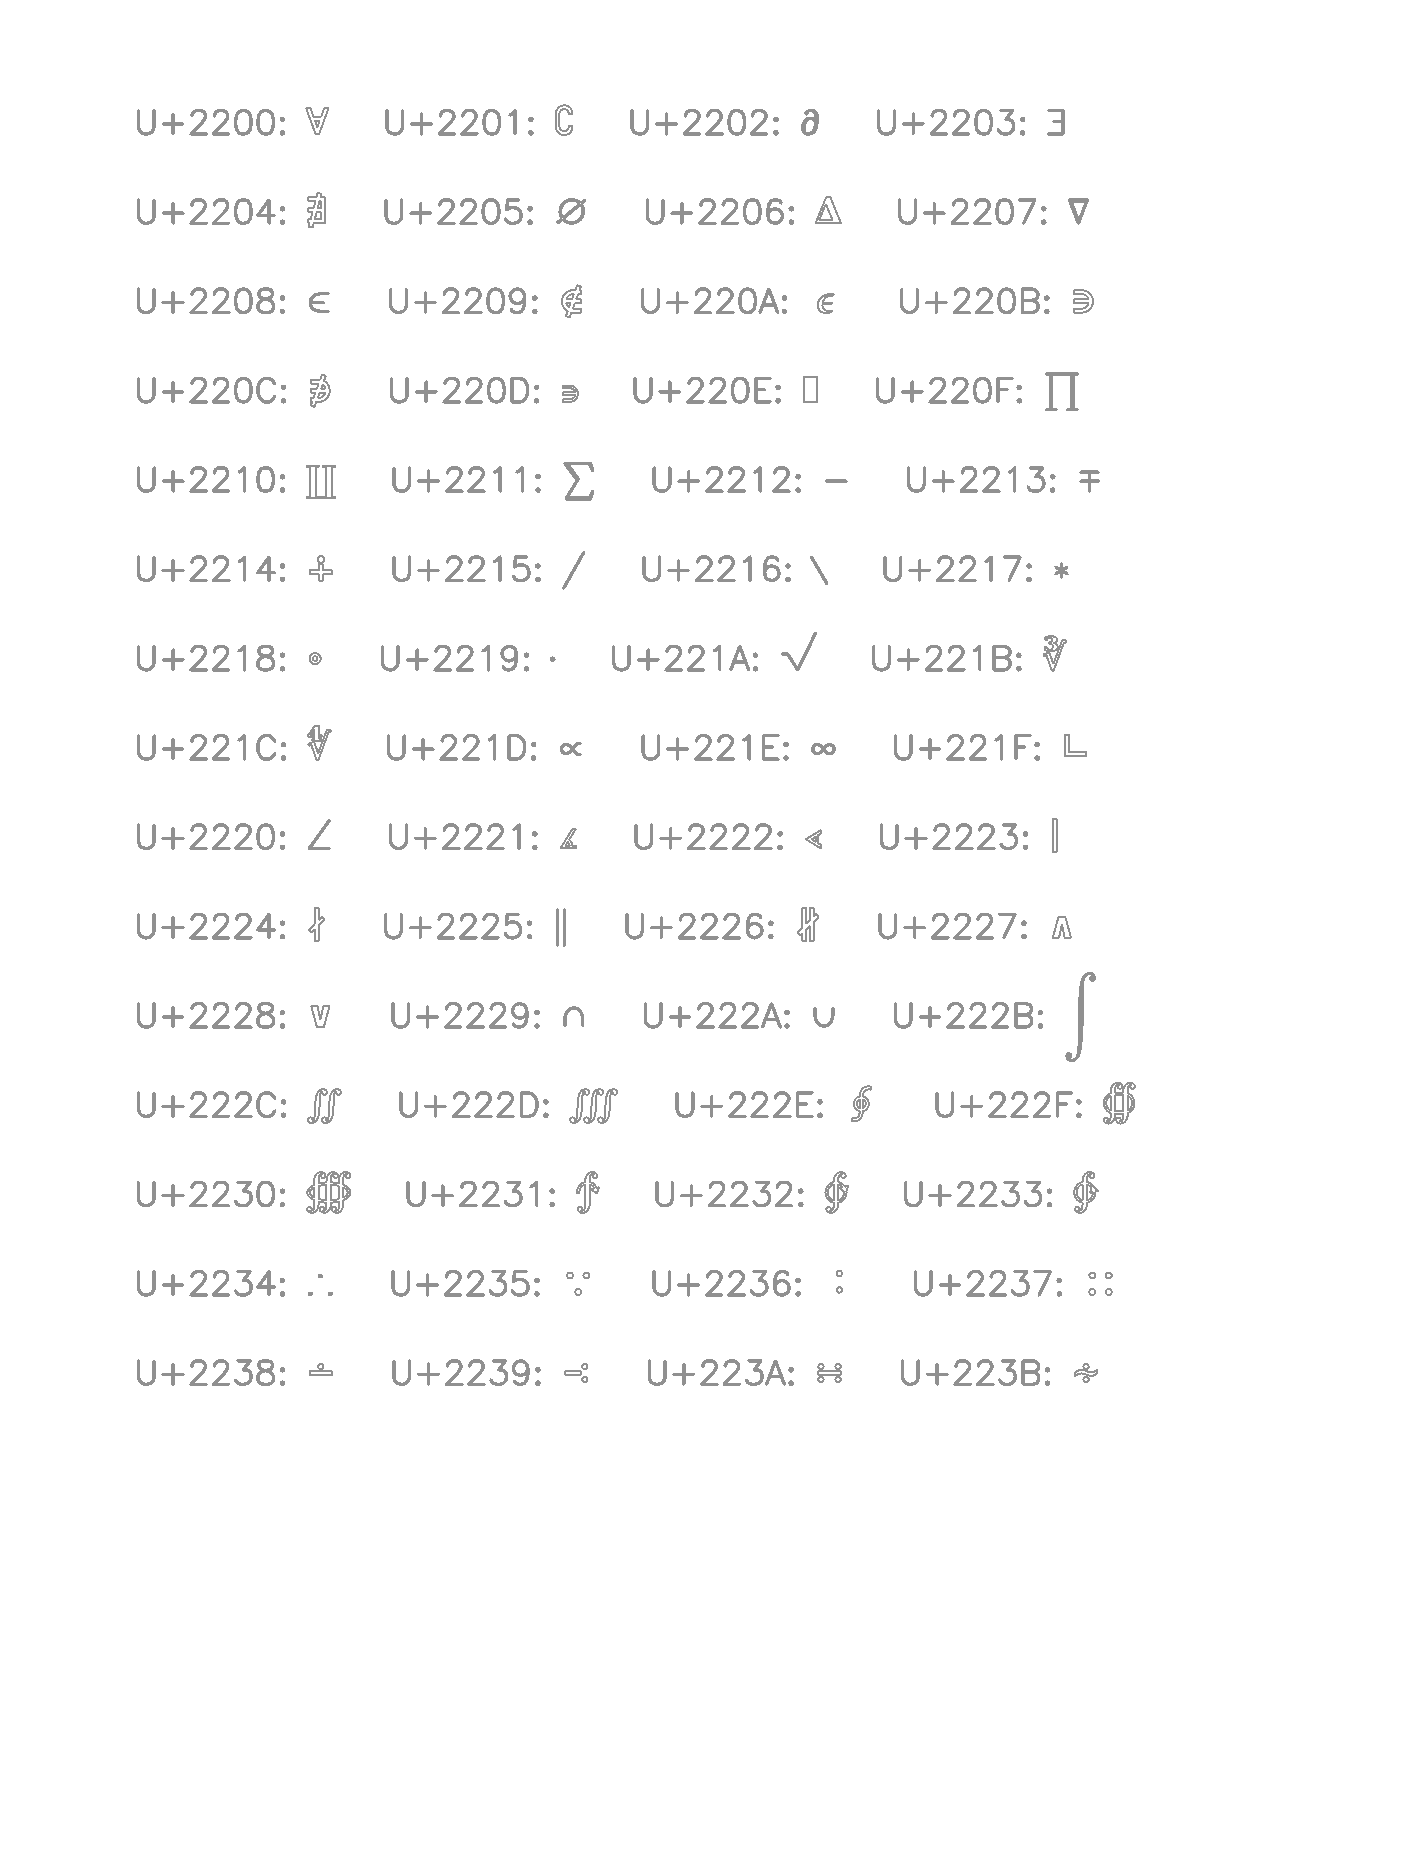 U+2200: ∀ U+2201: ∁ U+2202: ∂ U+2203: ∃
U+2204: ∄ U+2205: ∅ U+2206: ∆ U+2207: ∇
U+2208: ∈ U+2209: ∉ U+220A: ∊ U+220B: ∋
U+220C: ∌ U+220D: ∍ U+220E: ∎ U+220F: ∏
U+2210: ∐ U+2211: ∑ U+2212: − U+2213: ∓
U+2214: ∔ U+2215: ∕ U+2216: ∖ U+2217: ∗
U+2218: ∘ U+2219: ∙ U+221A: √ U+221B: ∛
U+221C: ∜ U+221D: ∝ U+221E: ∞ U+221F: ∟
U+2220: ∠ U+2221: ∡ U+2222: ∢ U+2223: ∣
U+2224: ∤ U+2225: ∥ U+2226: ∦ U+2227: ∧
U+2228: ∨ U+2229: ∩ U+222A: ∪ U+222B: ∫
U+222C: ∬ U+222D: ∭ U+222E: ∮ U+222F: ∯
U+2230: ∰ U+2231: ∱ U+2232: ∲ U+2233: ∳
U+2234: ∴ U+2235: ∵ U+2236: ∶ U+2237: ∷
U+2238: ∸ U+2239: ∹ U+223A: ∺ U+223B: ∻